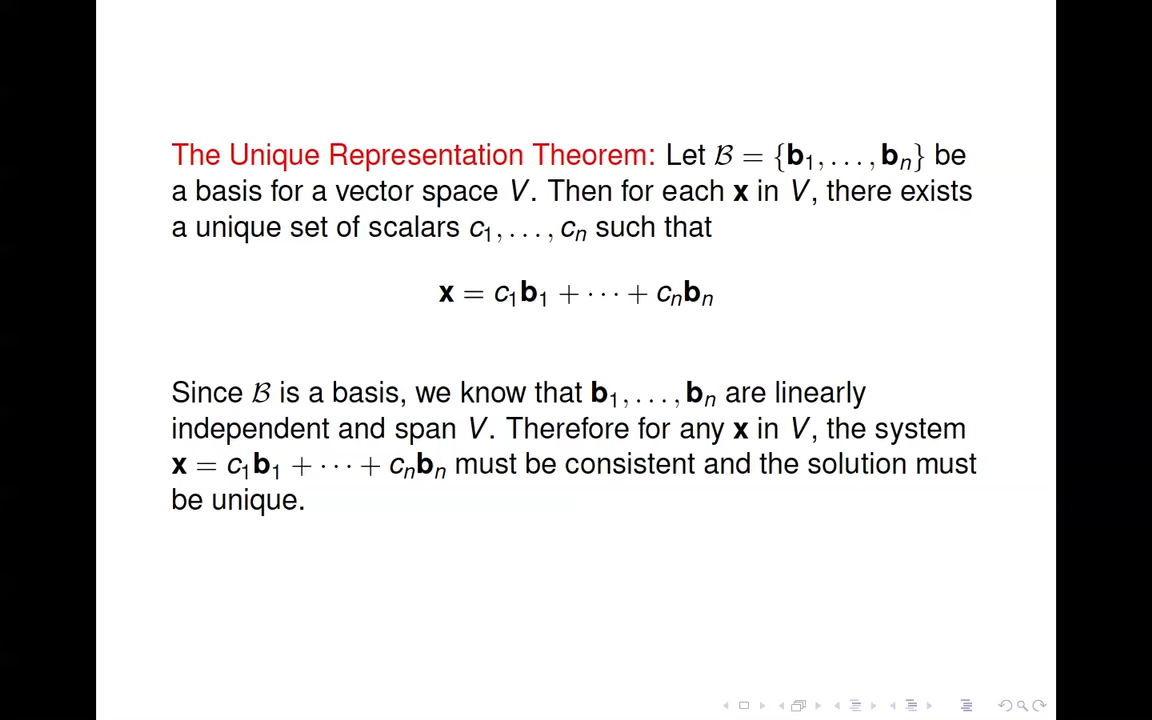 The Unique Representation Theorem: Let ℬ = {b₁, . . . , bₙ} be
a basis for a vector space V. Then for each x in V, there exists
a unique set of scalars c₁, . . . , cₙ such that
x = c₁b₁ + · · · + cₙbₙ
Since ℬ is a basis, we know that b₁, . . . , bₙ are linearly
independent and span V. Therefore for any x in V, the system
x = c₁b₁ + · · · + cₙbₙ must be consistent and the solution must
be unique.